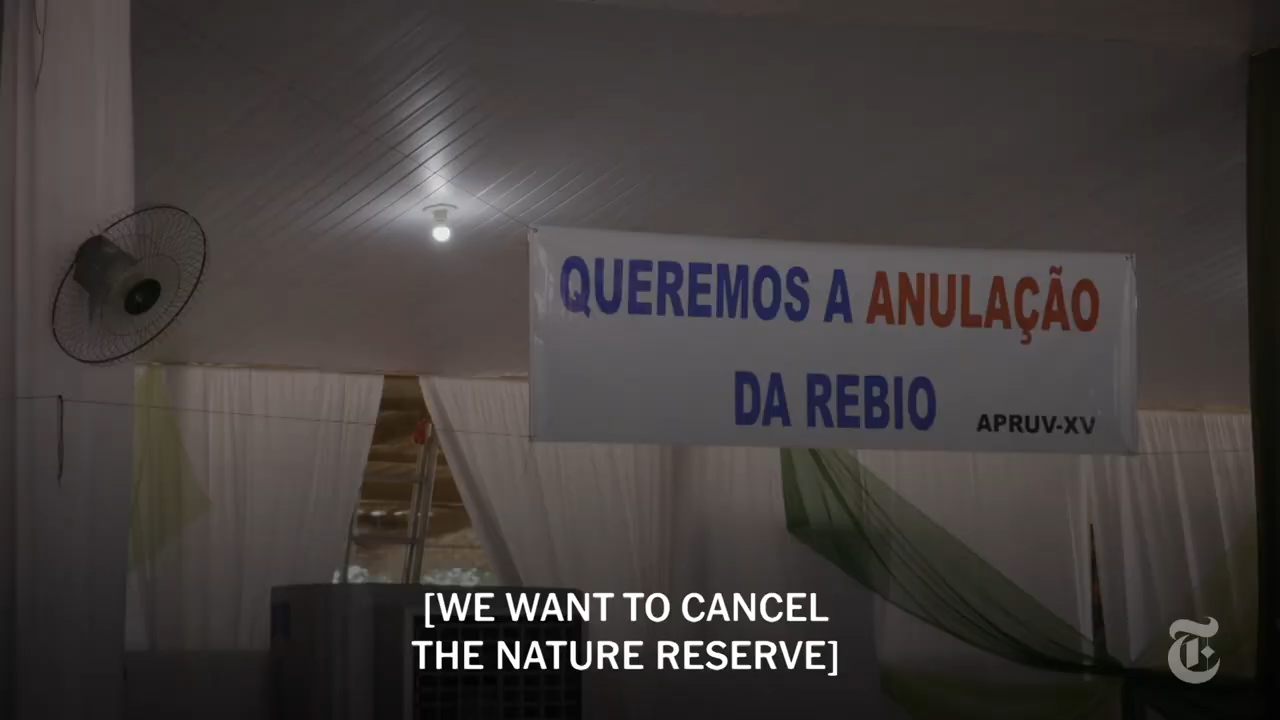 QUEREMOS A ANULAÇÃO
DA REBIO
APRUV-XV
[WE WANT TO CANCEL
THE NATURE RESERVE]
T